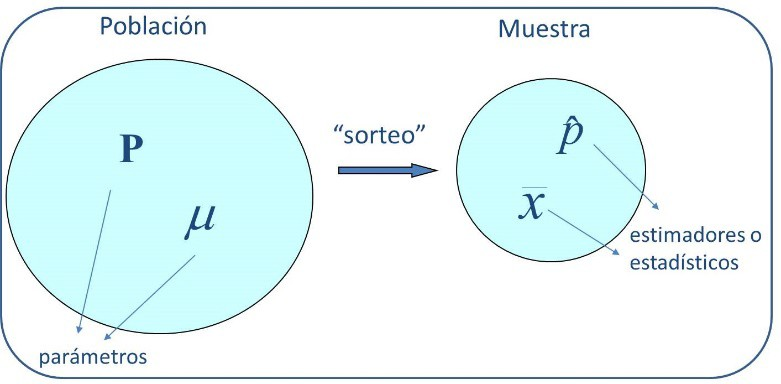 Población
Muestra
P
μ
"sorteo"
p̂
x̅
estimadores o
estadísticos
parámetros